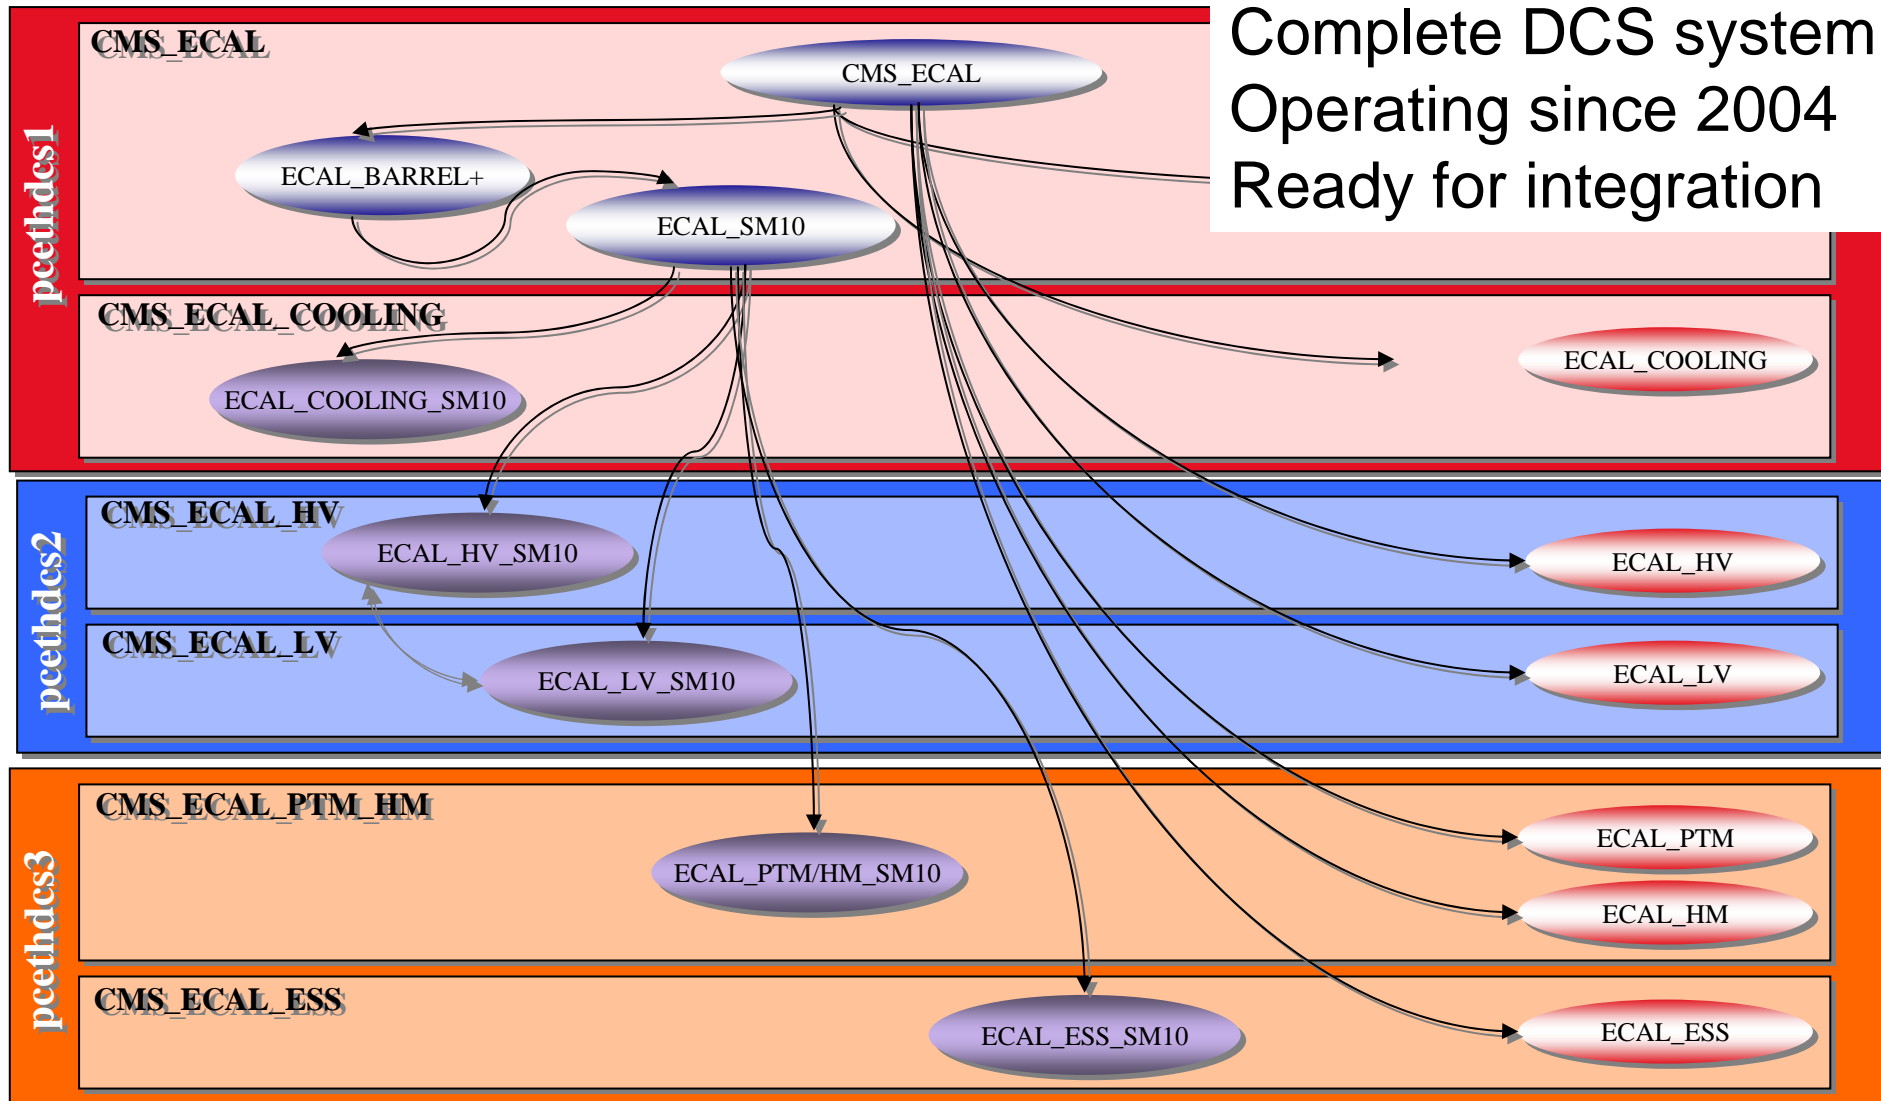 Complete DCS system
Operating since 2004
Ready for integration
pcethdcs1
CMS_ECAL
CMS_ECAL
ECAL_BARREL+
ECAL_SM10
CMS_ECAL_COOLING
ECAL_COOLING
ECAL_COOLING_SM10
pcethdcs2
CMS_ECAL_HV
ECAL_HV_SM10
ECAL_HV
CMS_ECAL_LV
ECAL_LV_SM10
ECAL_LV
pcethdcs3
CMS_ECAL_PTM_HM
ECAL_PTM
ECAL_PTM/HM_SM10
ECAL_HM
CMS_ECAL_ESS
ECAL_ESS_SM10
ECAL_ESS